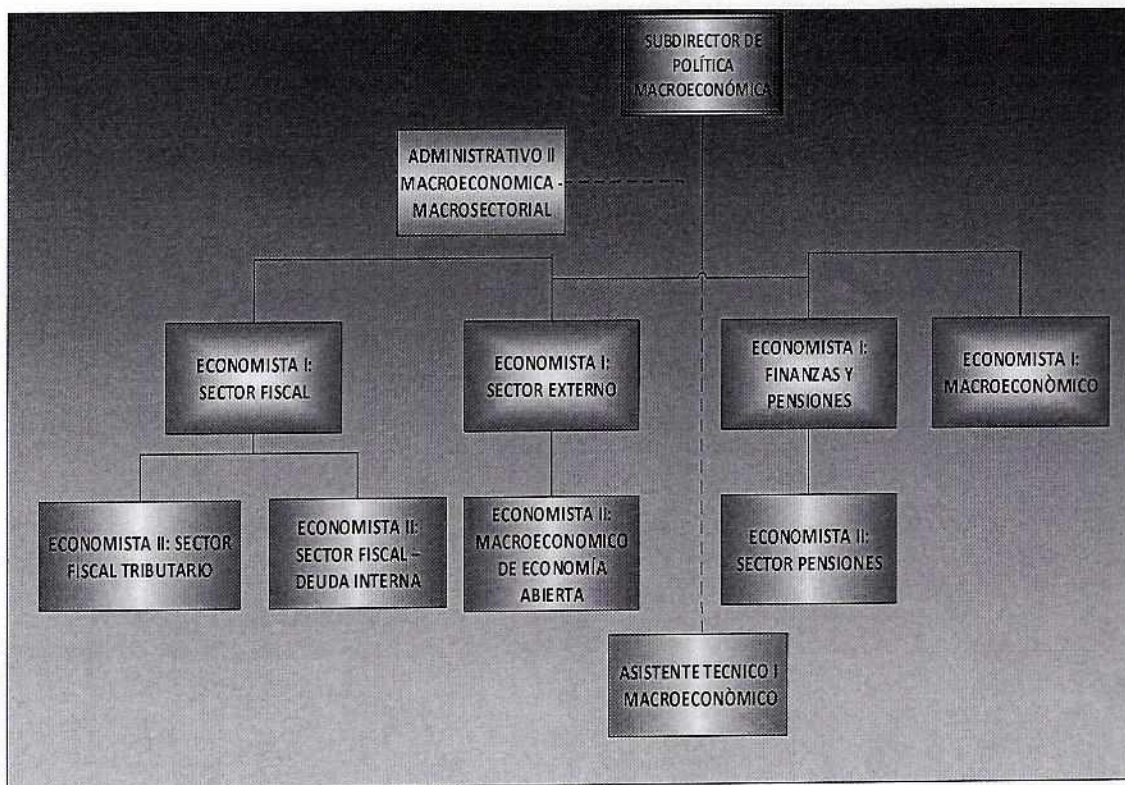 SUBDIRECTOR DE
POLÍTICA
MACROECONÓMICA
ADMINISTRATIVO II
MACROECONOMICA -
MACROSECTORIAL
ECONOMISTA I:
SECTOR FISCAL
ECONOMISTA I:
SECTOR EXTERNO
ECONOMISTA I:
FINANZAS Y
PENSIONES
ECONOMISTA I:
MACROECONÒMICO
ECONOMISTA II: SECTOR
FISCAL TRIBUTARIO
ECONOMISTA II:
SECTOR FISCAL –
DEUDA INTERNA
ECONOMISTA II:
MACROECONOMICO
DE ECONOMÍA
ABIERTA
ECONOMISTA II:
SECTOR PENSIONES
ASISTENTE TECNICO I
MACROECONÒMICO